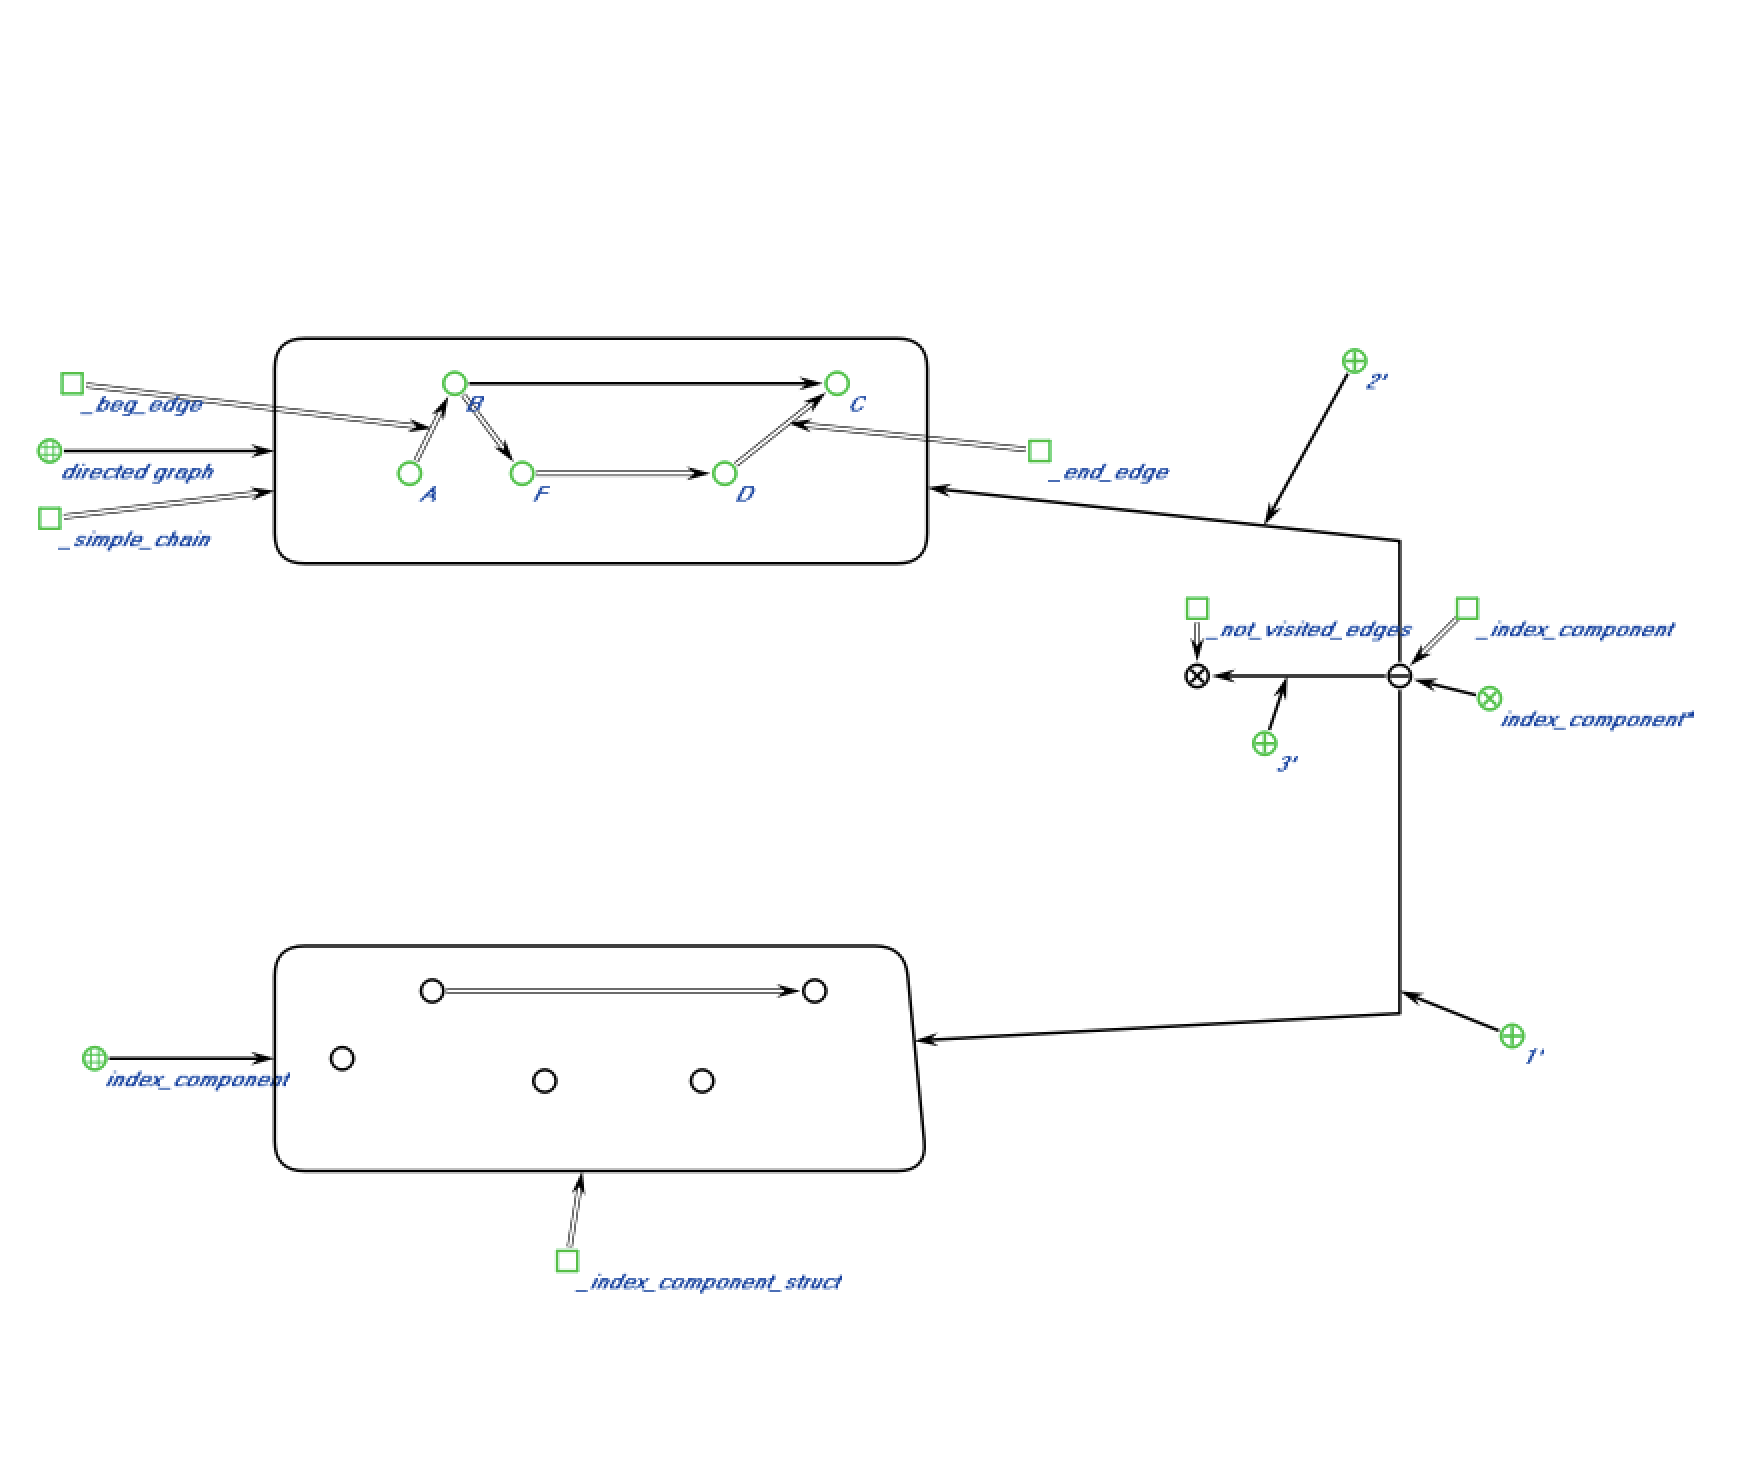 2'
_beg_edge
B
C
directed graph
_end_edge
A
F
D
_simple_chain
_not_visited_edges
_index_component
index_component*
3'
1'
index_component
_index_component_struct